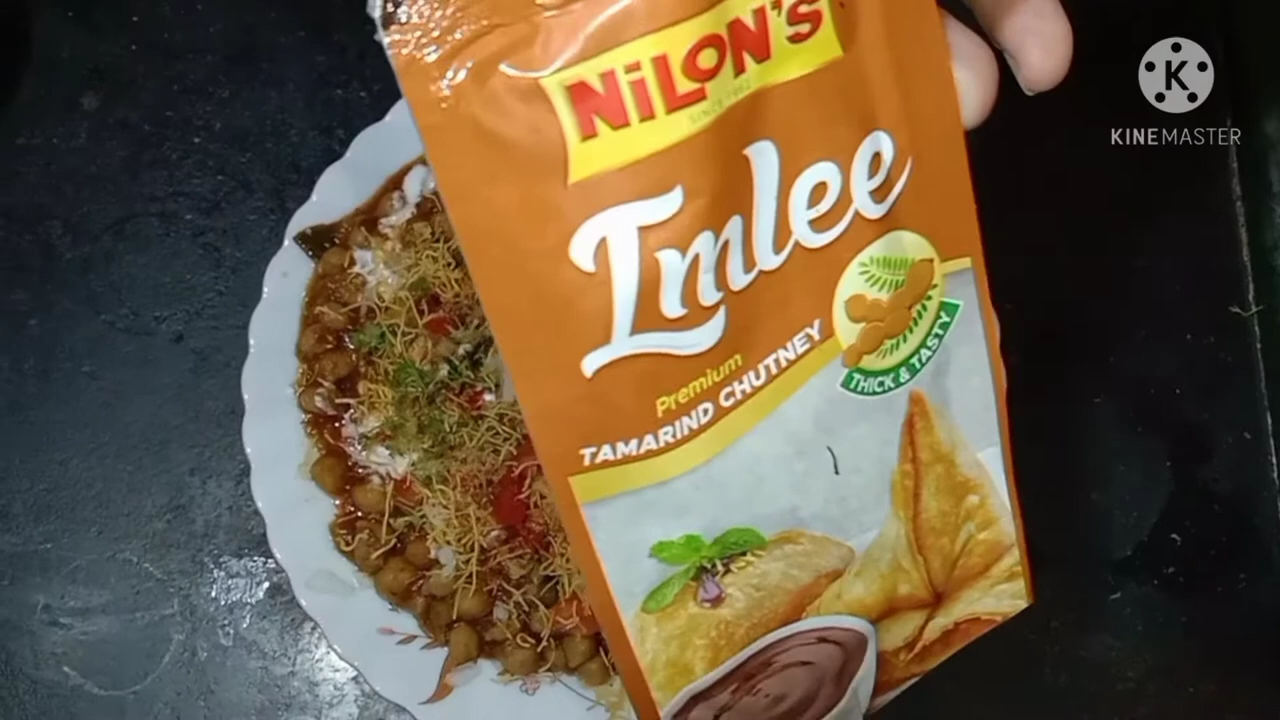 NiLON'S
SINCE 1962
Imlee
Premium
TAMARIND CHUTNEY
THICK & TASTY
K
KINEMASTER